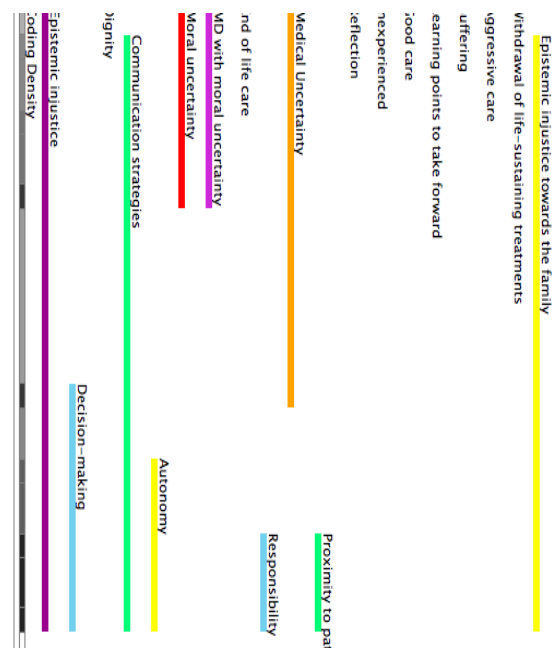 Epistemic injustice towards the family
Withdrawal of life-sustaining treatments
ggressive care
uffering
earning points to take forward
ood care
nexperienced
eflection
Proximity to pat
Medical Uncertainty
Responsibility
nd of life care
MD with moral uncertainty
Moral uncertainty
Autonomy
Communication strategies
ignity
Decision-making
Epistemic injustice
oding Density